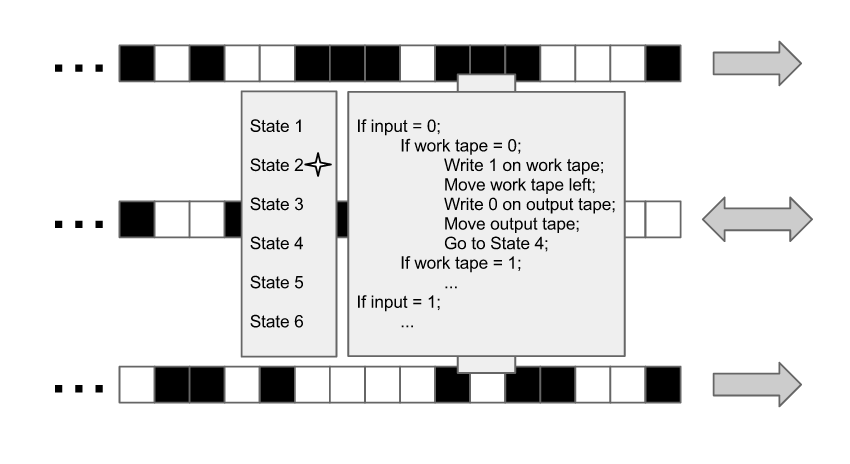 State 1
State 2
State 3
State 4
State 5
State 6
If input = 0;
If work tape = 0;
Write 1 on work tape;
Move work tape left;
Write 0 on output tape;
Move output tape;
Go to State 4;
If work tape = 1;
...
If input = 1;
...